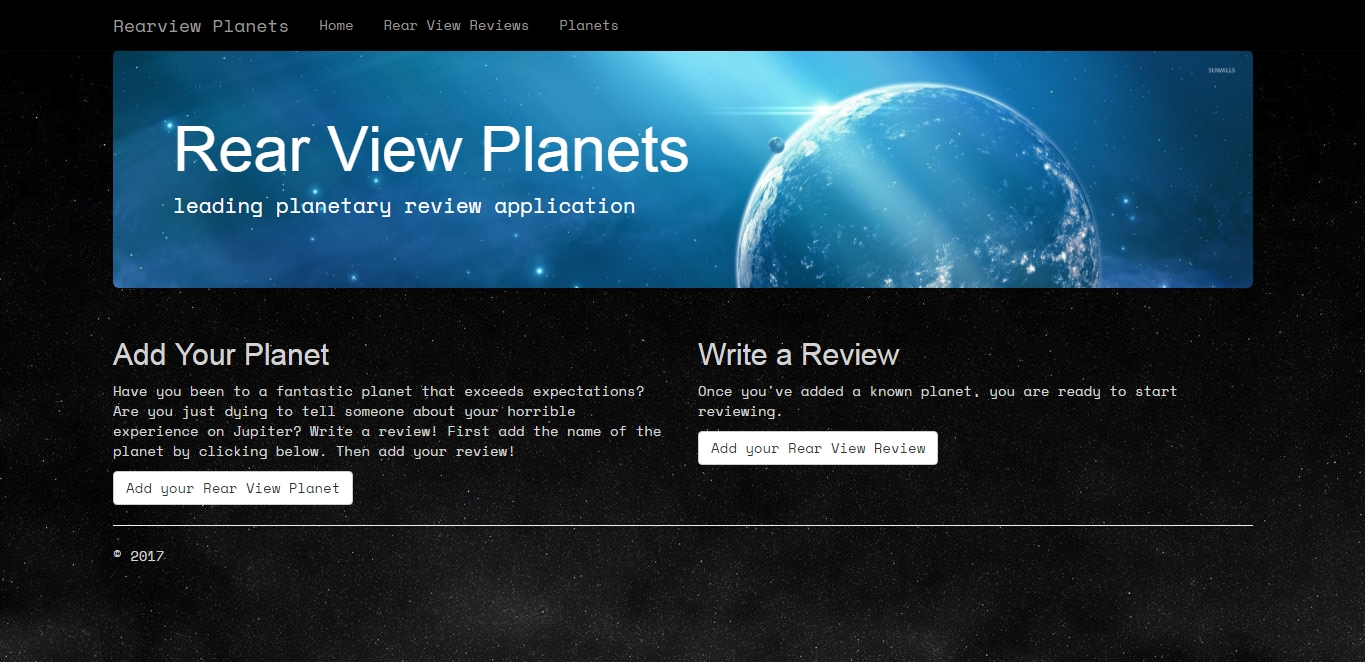 Rearview Planets Home Rear View Reviews Planets
SUWALLS
Rear View Planets
leading planetary review application
Add Your Planet
Have you been to a fantastic planet that exceeds expectations?
Are you just dying to tell someone about your horrible
experience on Jupiter? Write a review! First add the name of the
planet by clicking below. Then add your review!
Add your Rear View Planet
Write a Review
Once you've added a known planet, you are ready to start
reviewing.
Add your Rear View Review
© 2017